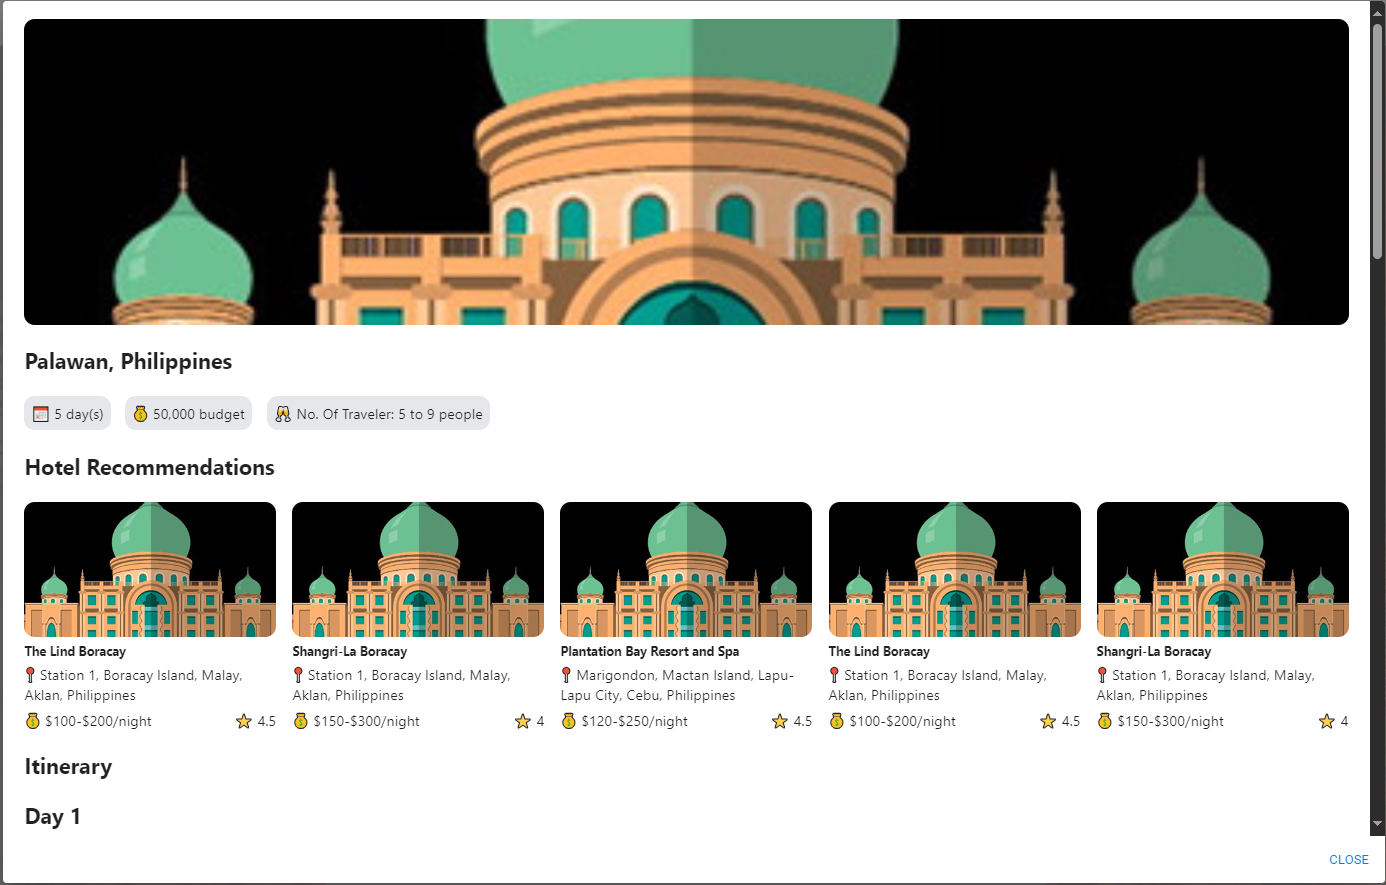 Palawan, Philippines
5 day(s)
50,000 budget
No. Of Traveler: 5 to 9 people
Hotel Recommendations
The Lind Boracay
Station 1, Boracay Island, Malay,
Aklan, Philippines
$100-$200/night
4.5
Shangri-La Boracay
Station 1, Boracay Island, Malay,
Aklan, Philippines
$150-$300/night
4
Plantation Bay Resort and Spa
Marigondon, Mactan Island, Lapu-
Lapu City, Cebu, Philippines
$120-$250/night
4.5
The Lind Boracay
Station 1, Boracay Island, Malay,
Aklan, Philippines
$100-$200/night
4.5
Shangri-La Boracay
Station 1, Boracay Island, Malay,
Aklan, Philippines
$150-$300/night
4
Itinerary
Day 1
CLOSE